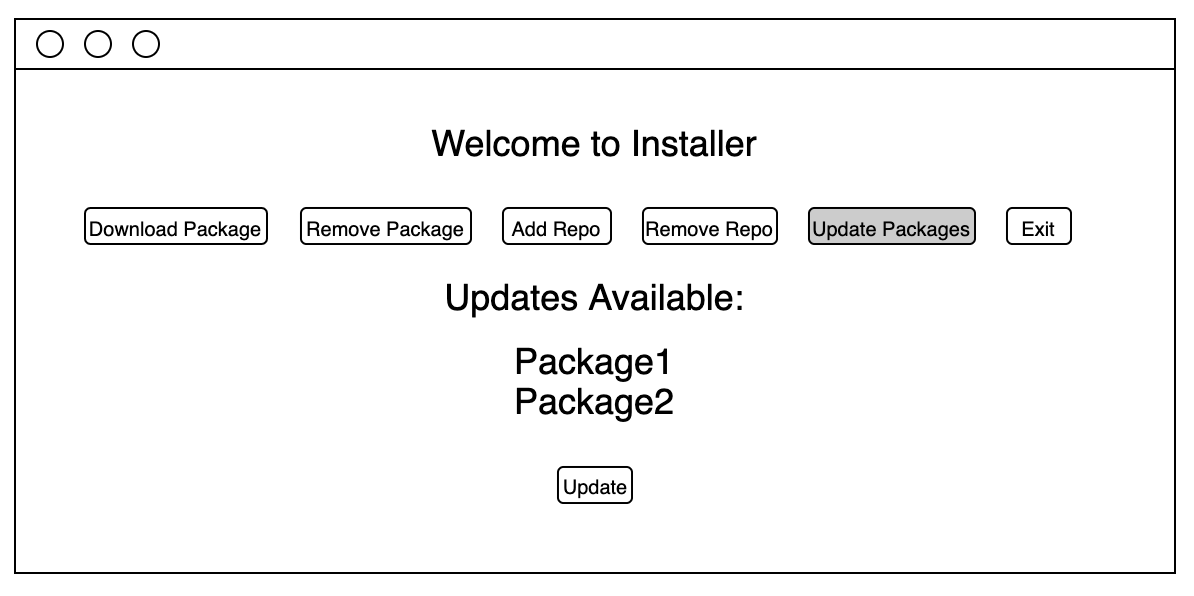 Welcome to Installer
Download Package Remove Package Add Repo Remove Repo Update Packages Exit
Updates Available:
Package1
Package2
Update